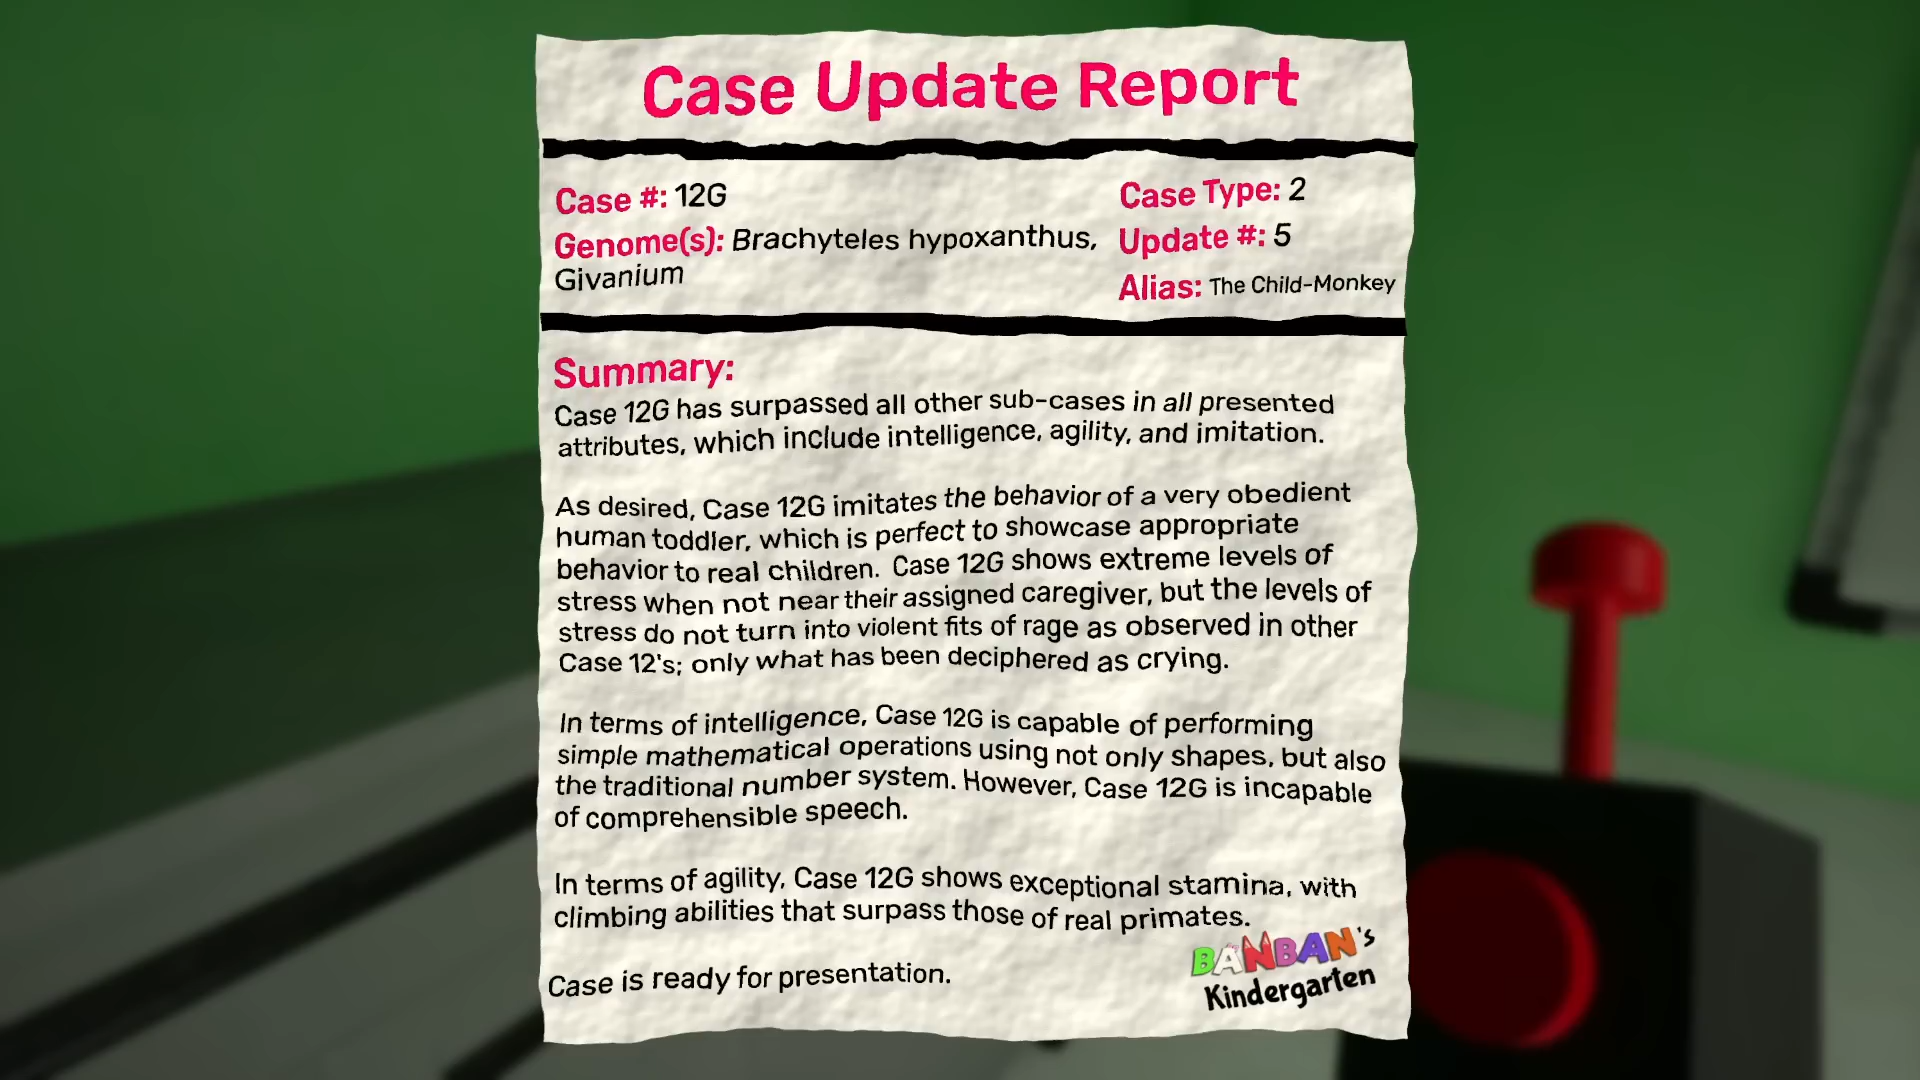 Case Update Report
Case #: 12G
Case Type: 2
Genome(s): Brachyteles hypoxanthus,
Givanium
Update #: 5
Alias: The Child-Monkey
Summary:
Case 12G has surpassed all other sub-cases in all presented
attributes, which include intelligence, agility, and imitation.
As desired, Case 12G imitates the behavior of a very obedient
human toddler, which is perfect to showcase appropriate
behavior to real children. Case 12G shows extreme levels of
stress when not near their assigned caregiver, but the levels of
stress do not turn into violent fits of rage as observed in other
Case 12's; only what has been deciphered as crying.
In terms of intelligence, Case 12G is capable of performing
simple mathematical operations using not only shapes, but also
the traditional number system. However, Case 12G is incapable
of comprehensible speech.
In terms of agility, Case 12G shows exceptional stamina, with
climbing abilities that surpass those of real primates.
Case is ready for presentation.
BANBAN's
Kindergarten